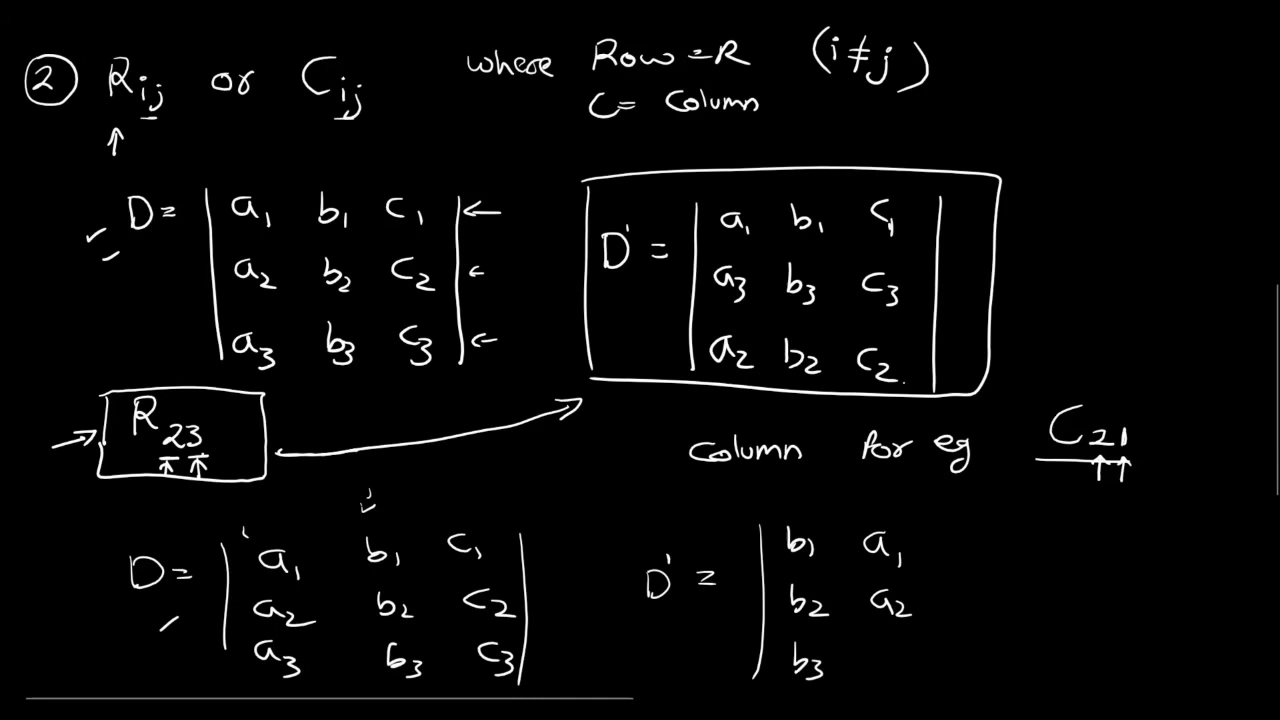 ② Rij or Cij where Row = R (i≠j)
C = Column
D = | a1 b1 c1 | ← D' = | a1 b1 c1 |
| a2 b2 c2 | ← | a3 b3 c3 |
| a3 b3 c3 | ← | a2 b2 c2. |
R23
Column for eg C21
D = | a1 b1 c1 | D' = | b1 a1
| a2 b2 c2 | | b2 a2
| a3 b3 c3 | | b3